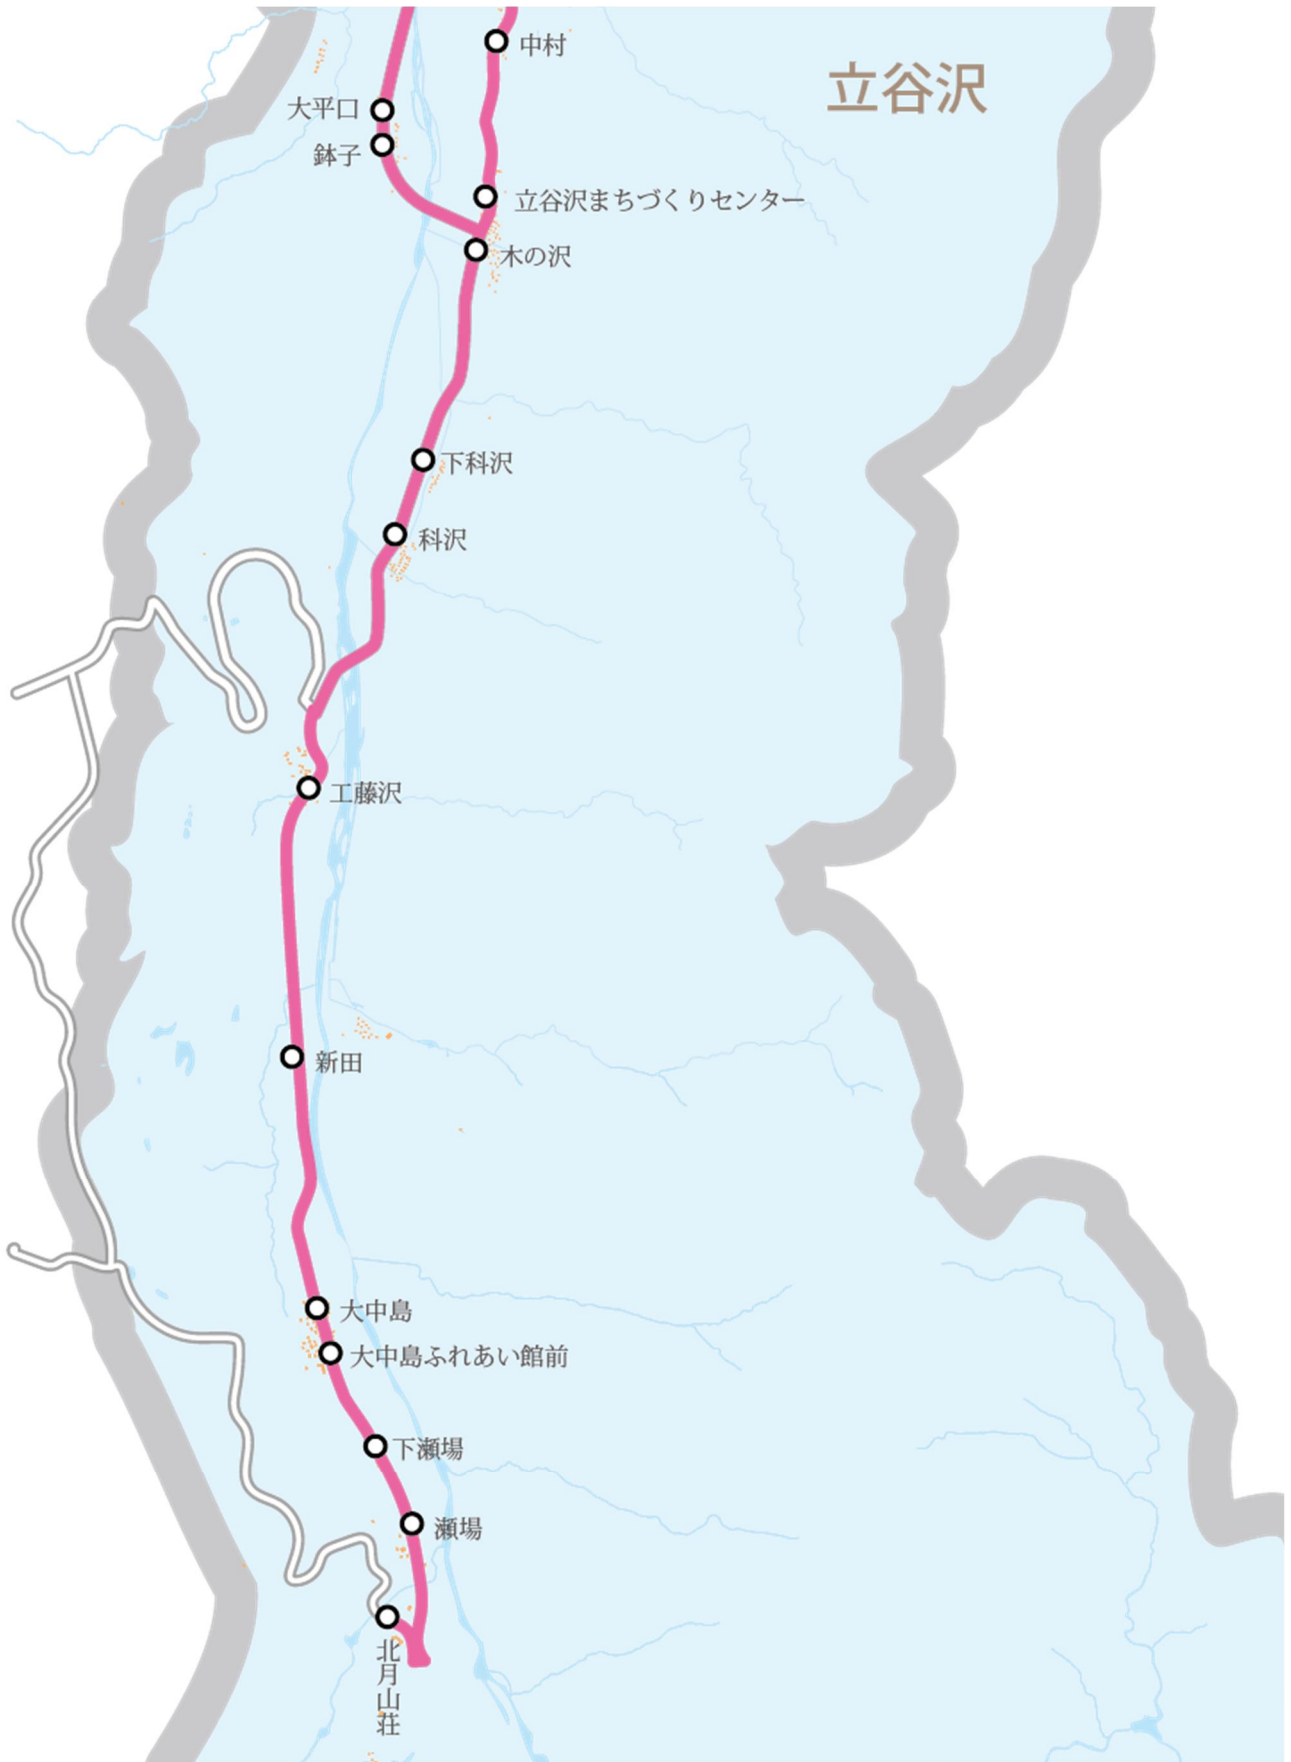 中村
立谷沢
大平口
鉢子
立谷沢まちづくりセンター
木の沢
下科沢
科沢
工藤沢
新田
大中島
大中島ふれあい館前
下瀬場
瀬場
北月山荘